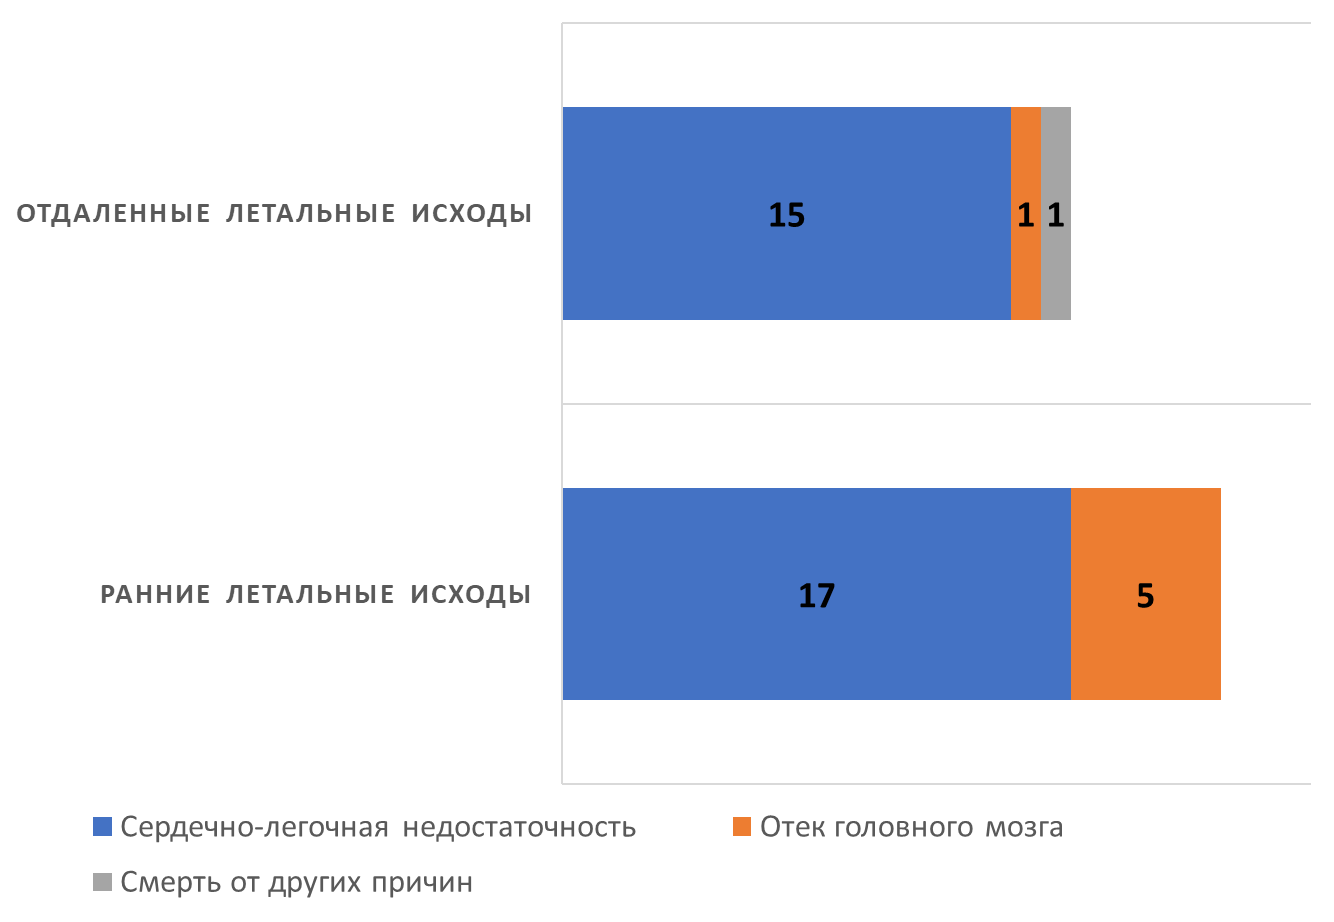 ОТДАЛЕННЫЕ ЛЕТАЛЬНЫЕ ИСХОДЫ
15
1
1
РАННИЕ ЛЕТАЛЬНЫЕ ИСХОДЫ
17
5
Сердечно-легочная недостаточность
Отек головного мозга
Смерть от других причин